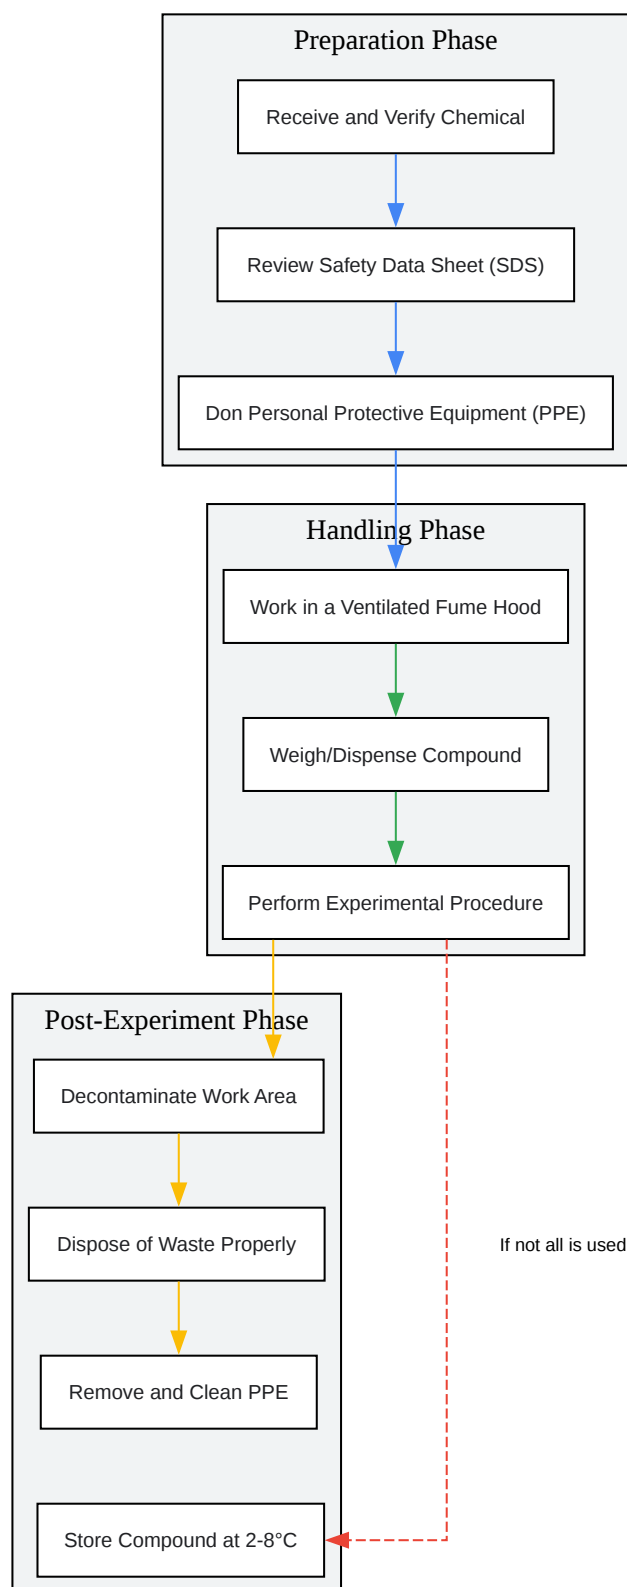 Preparation Phase
Receive and Verify Chemical
Review Safety Data Sheet (SDS)
Don Personal Protective Equipment (PPE)
Handling Phase
Work in a Ventilated Fume Hood
Weigh/Dispense Compound
Perform Experimental Procedure
Post-Experiment Phase
Decontaminate Work Area
Dispose of Waste Properly
If not all is used
Remove and Clean PPE
Store Compound at 2-8°C